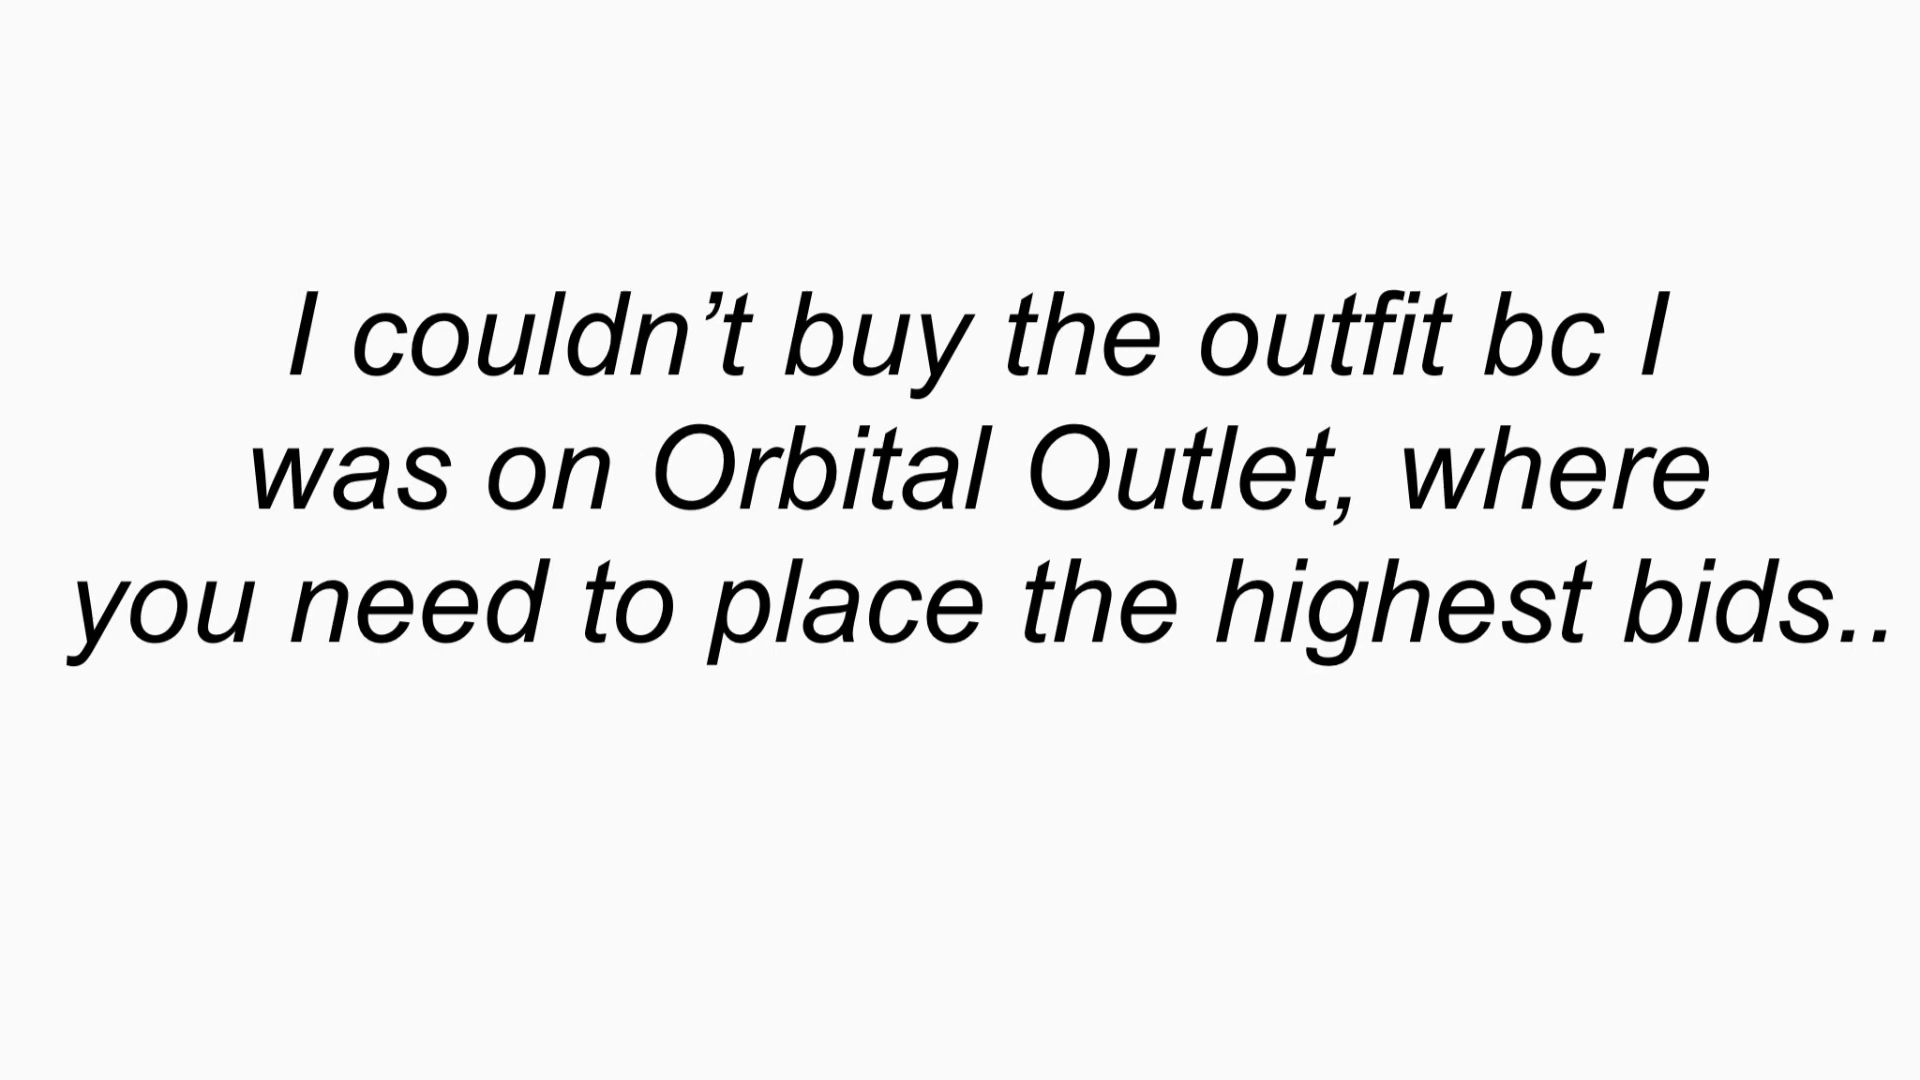 I couldn’t buy the outfit bc I
was on Orbital Outlet, where
you need to place the highest bids..